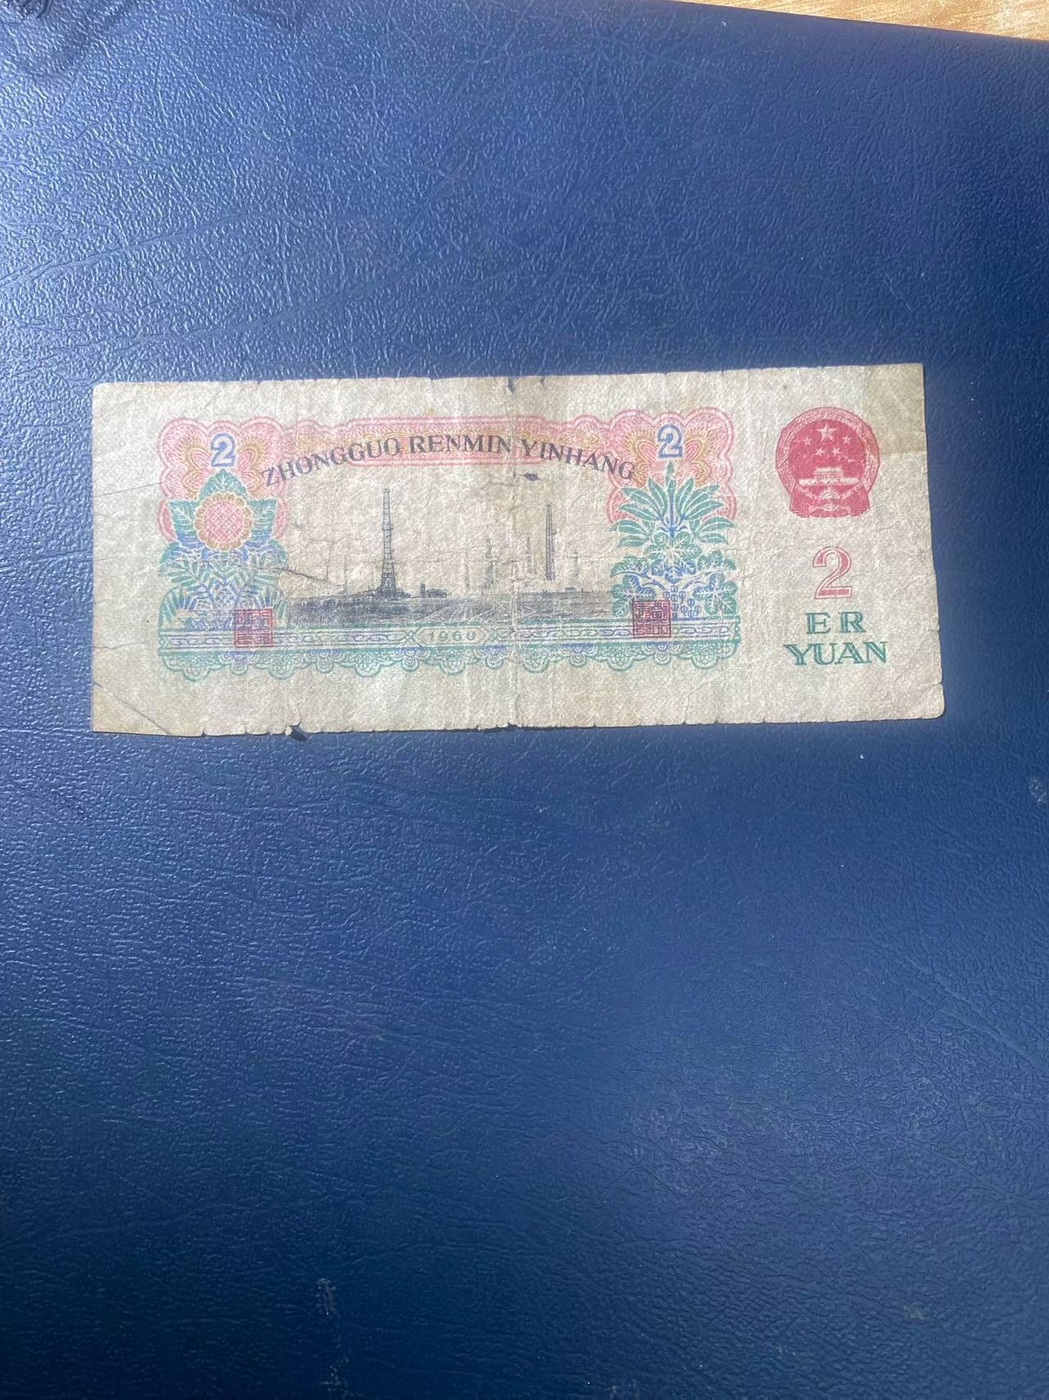 2
2
ZHONGGUO RENMIN YINHANG
1960
2
ER
YUAN